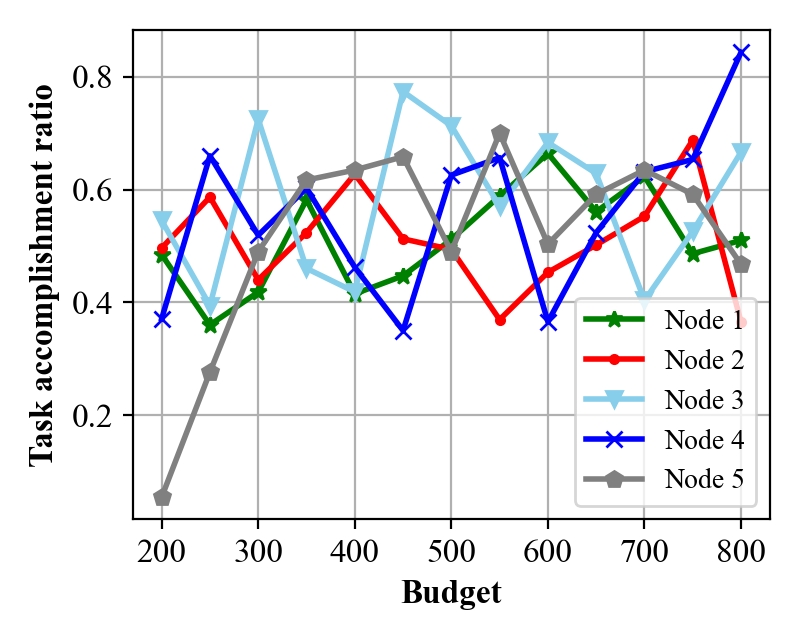 Task accomplishment ratio
0.8
0.6
0.4
0.2
200 300 400 500 600 700 800
Budget
Node 1
Node 2
Node 3
Node 4
Node 5